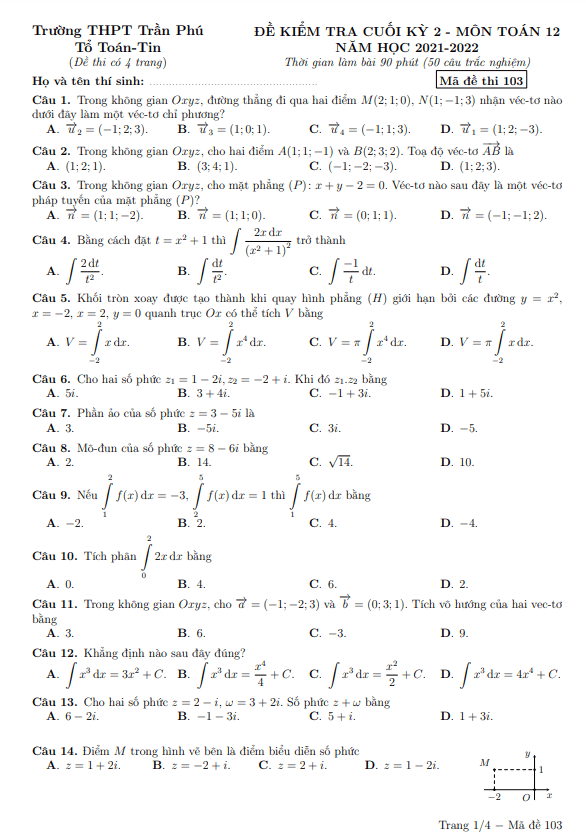 Trường THPT Trần Phú
Tổ Toán-Tin
(Đề thi có 4 trang)
ĐỀ KIỂM TRA CUỐI KỲ 2 - MÔN TOÁN 12
NĂM HỌC 2021-2022
Thời gian làm bài 90 phút (50 câu trắc nghiệm)
Họ và tên thí sinh: ........................................ Mã đề thi 103
Câu 1. Trong không gian Oxyz, đường thẳng đi qua hai điểm M(2; 1; 0), N(1; −1; 3) nhận véc-tơ nào
dưới đây làm một véc-tơ chỉ phương?
A. $\vec{u}_2$ = (−1; 2; 3). B. $\vec{u}_3$ = (1; 0; 1). C. $\vec{u}_4$ = (−1; 1; 3). D. $\vec{u}_1$ = (1; 2; −3).
Câu 2. Trong không gian Oxyz, cho hai điểm A(1; 1; −1) và B(2; 3; 2). Toạ độ véc-tơ $\overrightarrow{AB}$ là
A. (1; 2; 1). B. (3; 4; 1). C. (−1; −2; −3). D. (1; 2; 3).
Câu 3. Trong không gian Oxyz, cho mặt phẳng (P): x + y − 2 = 0. Véc-tơ nào sau đây là một véc-tơ
pháp tuyến của mặt phẳng (P)?
A. $\vec{n}$ = (1; 1; −2). B. $\vec{n}$ = (1; 1; 0). C. $\vec{n}$ = (0; 1; 1). D. $\vec{n}$ = (−1; −1; 2).
Câu 4. Bằng cách đặt t = x² + 1 thì $\int \frac{2x\,dx}{(x^2+1)^2}$ trở thành
A. $\int \frac{2\,dt}{t^2}$. B. $\int \frac{dt}{t^2}$. C. $\int \frac{-1}{t}\,dt$. D. $\int \frac{dt}{t}$.
Câu 5. Khối tròn xoay được tạo thành khi quay hình phẳng (H) giới hạn bởi các đường y = x²,
x = −2, x = 2, y = 0 quanh trục Ox có thể tích V bằng
A. $V = \int_{-2}^{2} x\,dx$. B. $V = \int_{-2}^{2} x^4\,dx$. C. $V = \pi\int_{-2}^{2} x^4\,dx$. D. $V = \pi\int_{-2}^{2} x\,dx$.
Câu 6. Cho hai số phức z₁ = 1 − 2i, z₂ = −2 + i. Khi đó z₁.z₂ bằng
A. 5i. B. 3 + 4i. C. −1 + 3i. D. 1 + 5i.
Câu 7. Phần ảo của số phức z = 3 − 5i là
A. 3. B. −5i. C. 3i. D. −5.
Câu 8. Mô-đun của số phức z = 8 − 6i bằng
A. 2. B. 14. C. √14. D. 10.
Câu 9. Nếu $\int_1^2 f(x)\,dx = -3$, $\int_2^5 f(x)\,dx = 1$ thì $\int_1^5 f(x)\,dx$ bằng
A. −2. B. 2. C. 4. D. −4.
Câu 10. Tích phân $\int_0^2 2x\,dx$ bằng
A. 0. B. 4. C. 6. D. 2.
Câu 11. Trong không gian Oxyz, cho $\vec{a}$ = (−1; −2; 3) và $\vec{b}$ = (0; 3; 1). Tích vô hướng của hai vec-tơ
bằng
A. 3. B. 6. C. −3. D. 9.
Câu 12. Khẳng định nào sau đây đúng?
A. $\int x^3\,dx = 3x^2 + C$. B. $\int x^3\,dx = \frac{x^4}{4} + C$. C. $\int x^3\,dx = \frac{x^2}{2} + C$. D. $\int x^3\,dx = 4x^4 + C$.
Câu 13. Cho hai số phức z = 2 − i, ω = 3 + 2i. Số phức z + ω bằng
A. 6 − 2i. B. −1 − 3i. C. 5 + i. D. 1 + 3i.
Câu 14. Điểm M trong hình vẽ bên là điểm biểu diễn số phức
A. z = 1 + 2i. B. z = −2 + i. C. z = 2 + i. D. z = 1 − 2i.
y
M
1
−2 O x
Trang 1/4 − Mã đề 103